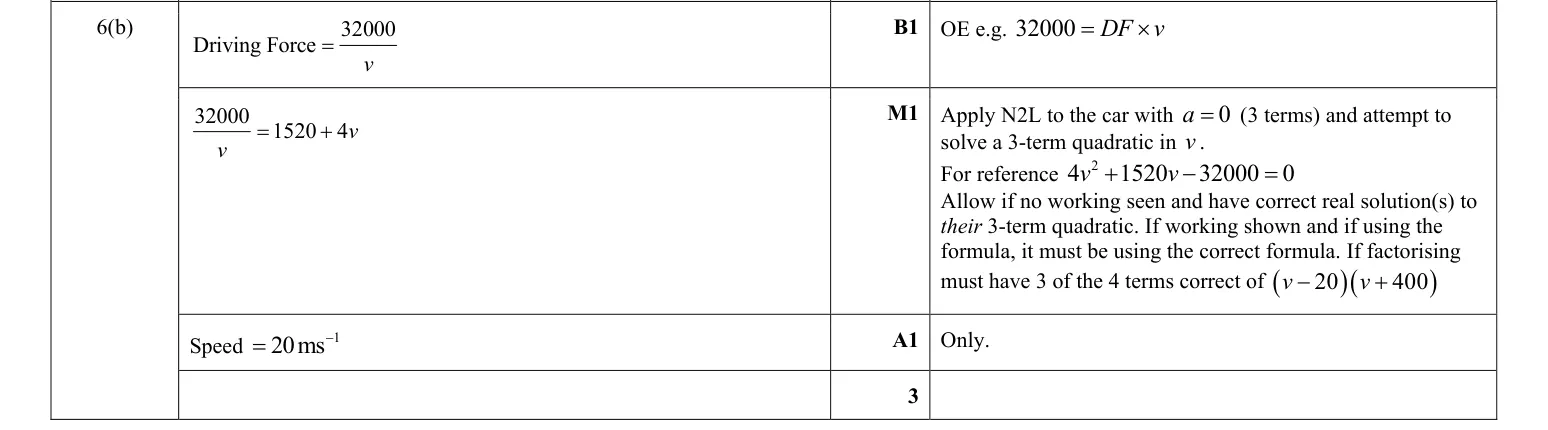 6(b)
Driving Force = 32000/v
B1
OE e.g. 32000 = DF × v
32000/v = 1520 + 4v
M1
Apply N2L to the car with a = 0 (3 terms) and attempt to
solve a 3-term quadratic in v.
For reference 4v² + 1520v − 32000 = 0
Allow if no working seen and have correct real solution(s) to
their 3-term quadratic. If working shown and if using the
formula, it must be using the correct formula. If factorising
must have 3 of the 4 terms correct of (v − 20)(v + 400)
Speed = 20 ms⁻¹
A1
Only.
3